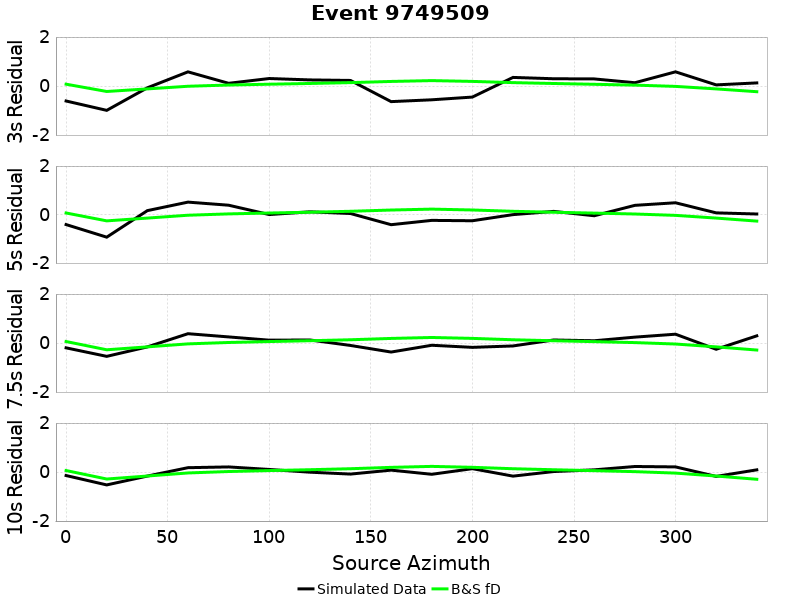 Event 9749509
3s Residual
2
0
-2
5s Residual
2
0
-2
7.5s Residual
2
0
-2
10s Residual
2
0
-2
0 50 100 150 200 250 300
Source Azimuth
Simulated Data B&S fD